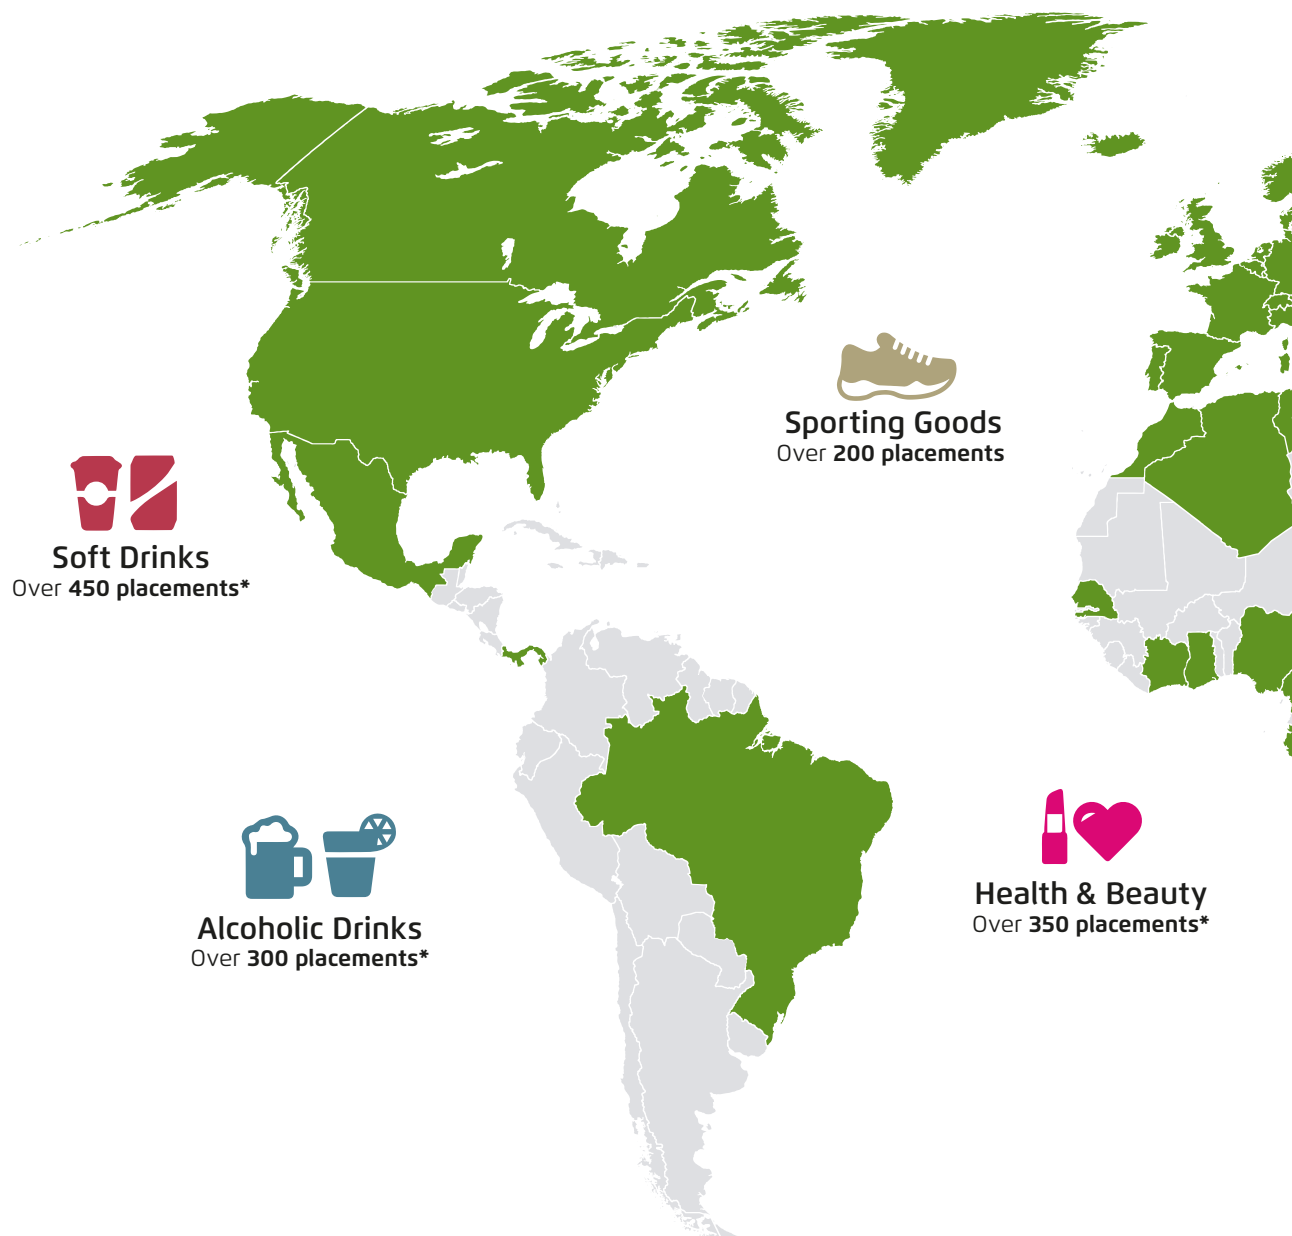 Sporting Goods
Over 200 placements
Soft Drinks
Over 450 placements*
Health & Beauty
Over 350 placements*
Alcoholic Drinks
Over 300 placements*